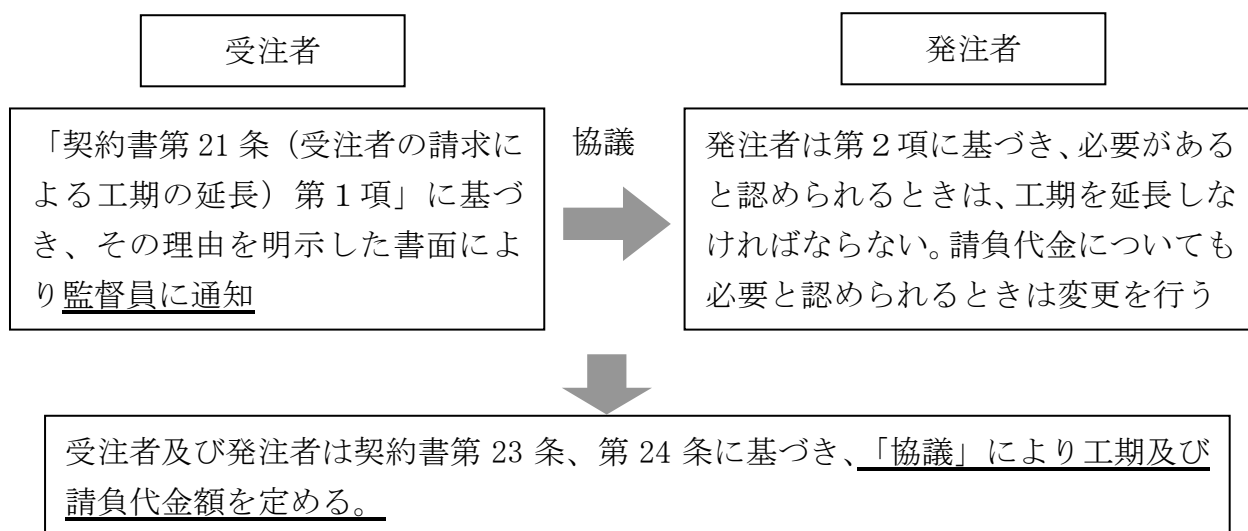 受注者
発注者
「契約書第 21 条（受注者の請求に
よる工期の延長）第１項」に基づ
き、その理由を明示した書面によ
り監督員に通知
協議
発注者は第２項に基づき、必要がある
と認められるときは、工期を延長しな
ければならない。請負代金についても
必要と認められるときは変更を行う
受注者及び発注者は契約書第 23 条、第 24 条に基づき、「協議」により工期及び
請負代金額を定める。